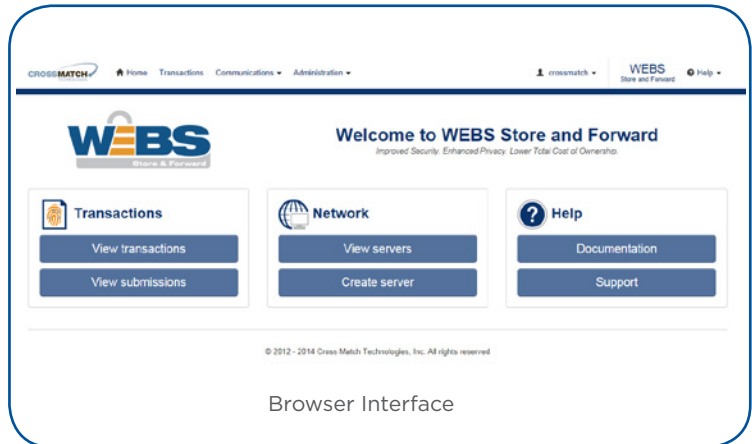 CROSSMATCH Home Transactions Communications Administration crossmatch WEBS Help
TECHNOLOGIES Store and Forward
WEBS
Store & Forward
Welcome to WEBS Store and Forward
Improved Security. Enhanced Privacy. Lower Total Cost of Ownership.
Transactions Network Help
View transactions View servers Documentation
View submissions Create server Support
© 2012 - 2014 Cross Match Technologies, Inc. All rights reserved
Browser Interface